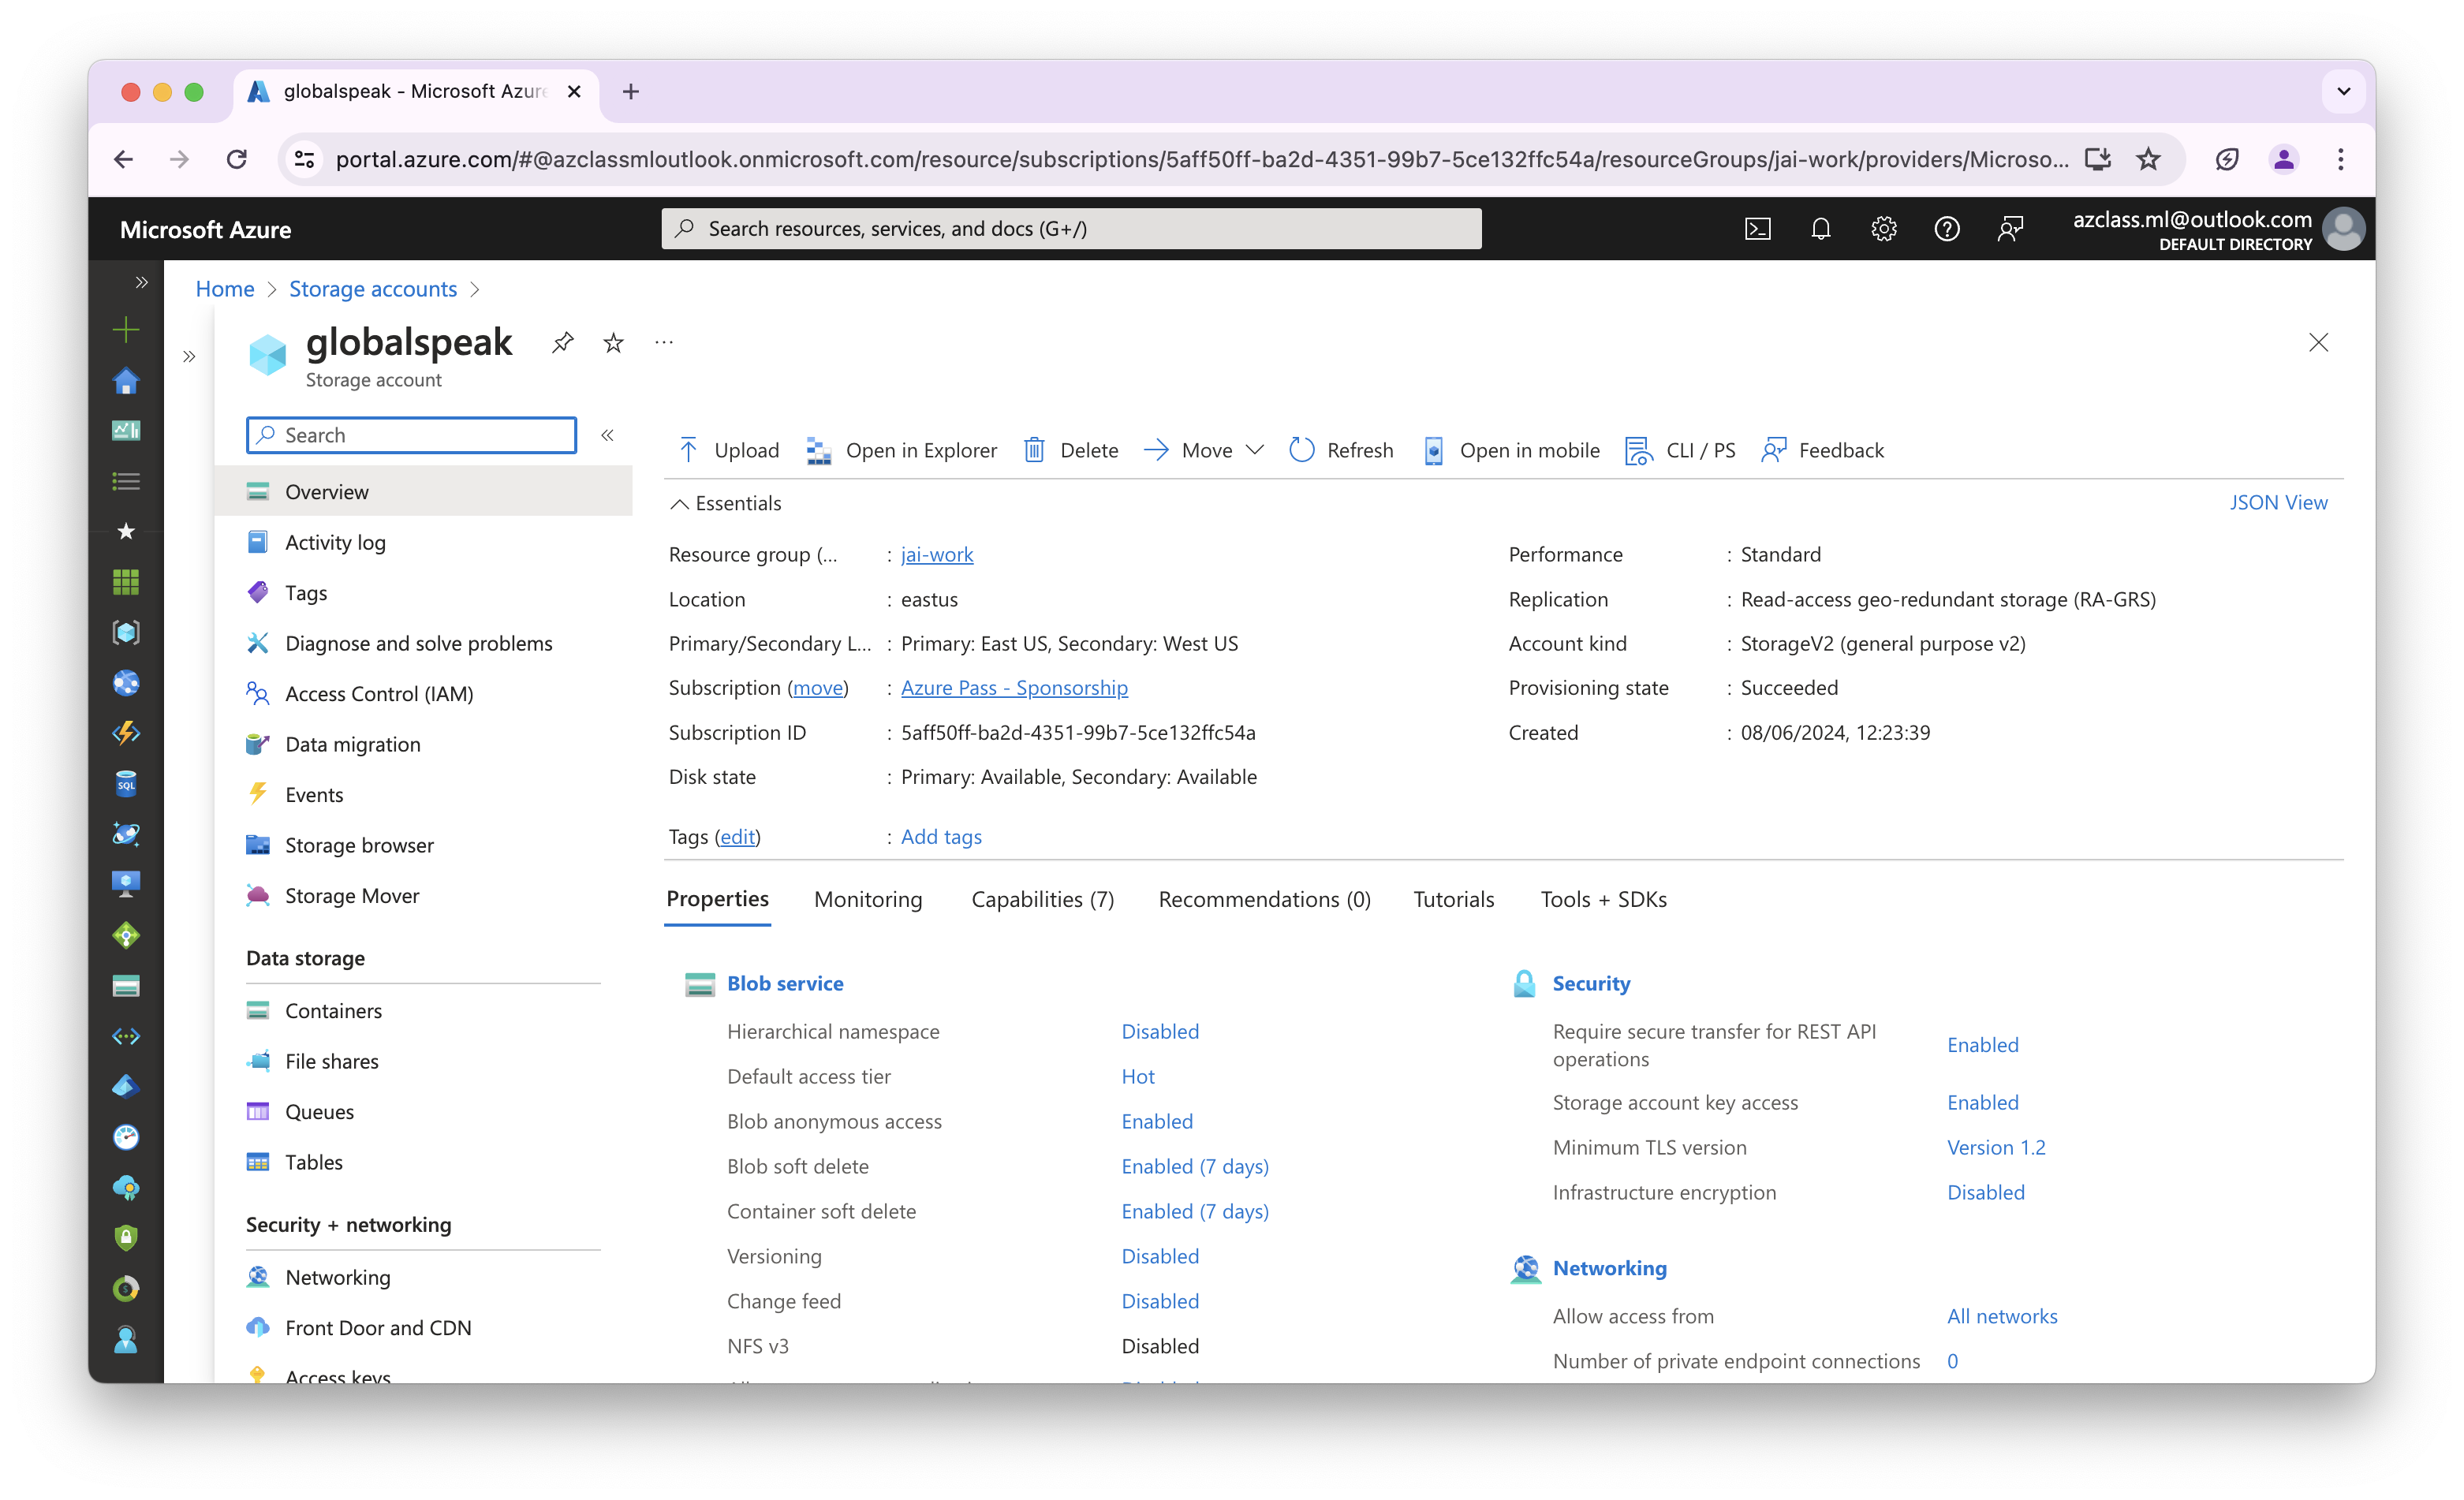 globalspeak - Microsoft Azure
portal.azure.com/#@azclassmloutlook.onmicrosoft.com/resource/subscriptions/5aff50ff-ba2d-4351-99b7-5ce132ffc54a/resourceGroups/jai-work/providers/Microso...
Microsoft Azure
Search resources, services, and docs (G+/)
azclass.ml@outlook.com
DEFAULT DIRECTORY
Home > Storage accounts >
globalspeak
Storage account
Search
Overview
Activity log
Tags
Diagnose and solve problems
Access Control (IAM)
Data migration
Events
Storage browser
Storage Mover
Data storage
Containers
File shares
Queues
Tables
Security + networking
Networking
Front Door and CDN
Access keys
Upload Open in Explorer Delete Move Refresh Open in mobile CLI / PS Feedback
Essentials JSON View
Resource group (... : jai-work
Location : eastus
Primary/Secondary L... : Primary: East US, Secondary: West US
Subscription (move) : Azure Pass - Sponsorship
Subscription ID : 5aff50ff-ba2d-4351-99b7-5ce132ffc54a
Disk state : Primary: Available, Secondary: Available
Tags (edit) : Add tags
Performance : Standard
Replication : Read-access geo-redundant storage (RA-GRS)
Account kind : StorageV2 (general purpose v2)
Provisioning state : Succeeded
Created : 08/06/2024, 12:23:39
Properties Monitoring Capabilities (7) Recommendations (0) Tutorials Tools + SDKs
Blob service
Hierarchical namespace Disabled
Default access tier Hot
Blob anonymous access Enabled
Blob soft delete Enabled (7 days)
Container soft delete Enabled (7 days)
Versioning Disabled
Change feed Disabled
NFS v3 Disabled
Security
Require secure transfer for REST API
operations Enabled
Storage account key access Enabled
Minimum TLS version Version 1.2
Infrastructure encryption Disabled
Networking
Allow access from All networks
Number of private endpoint connections 0
SQL